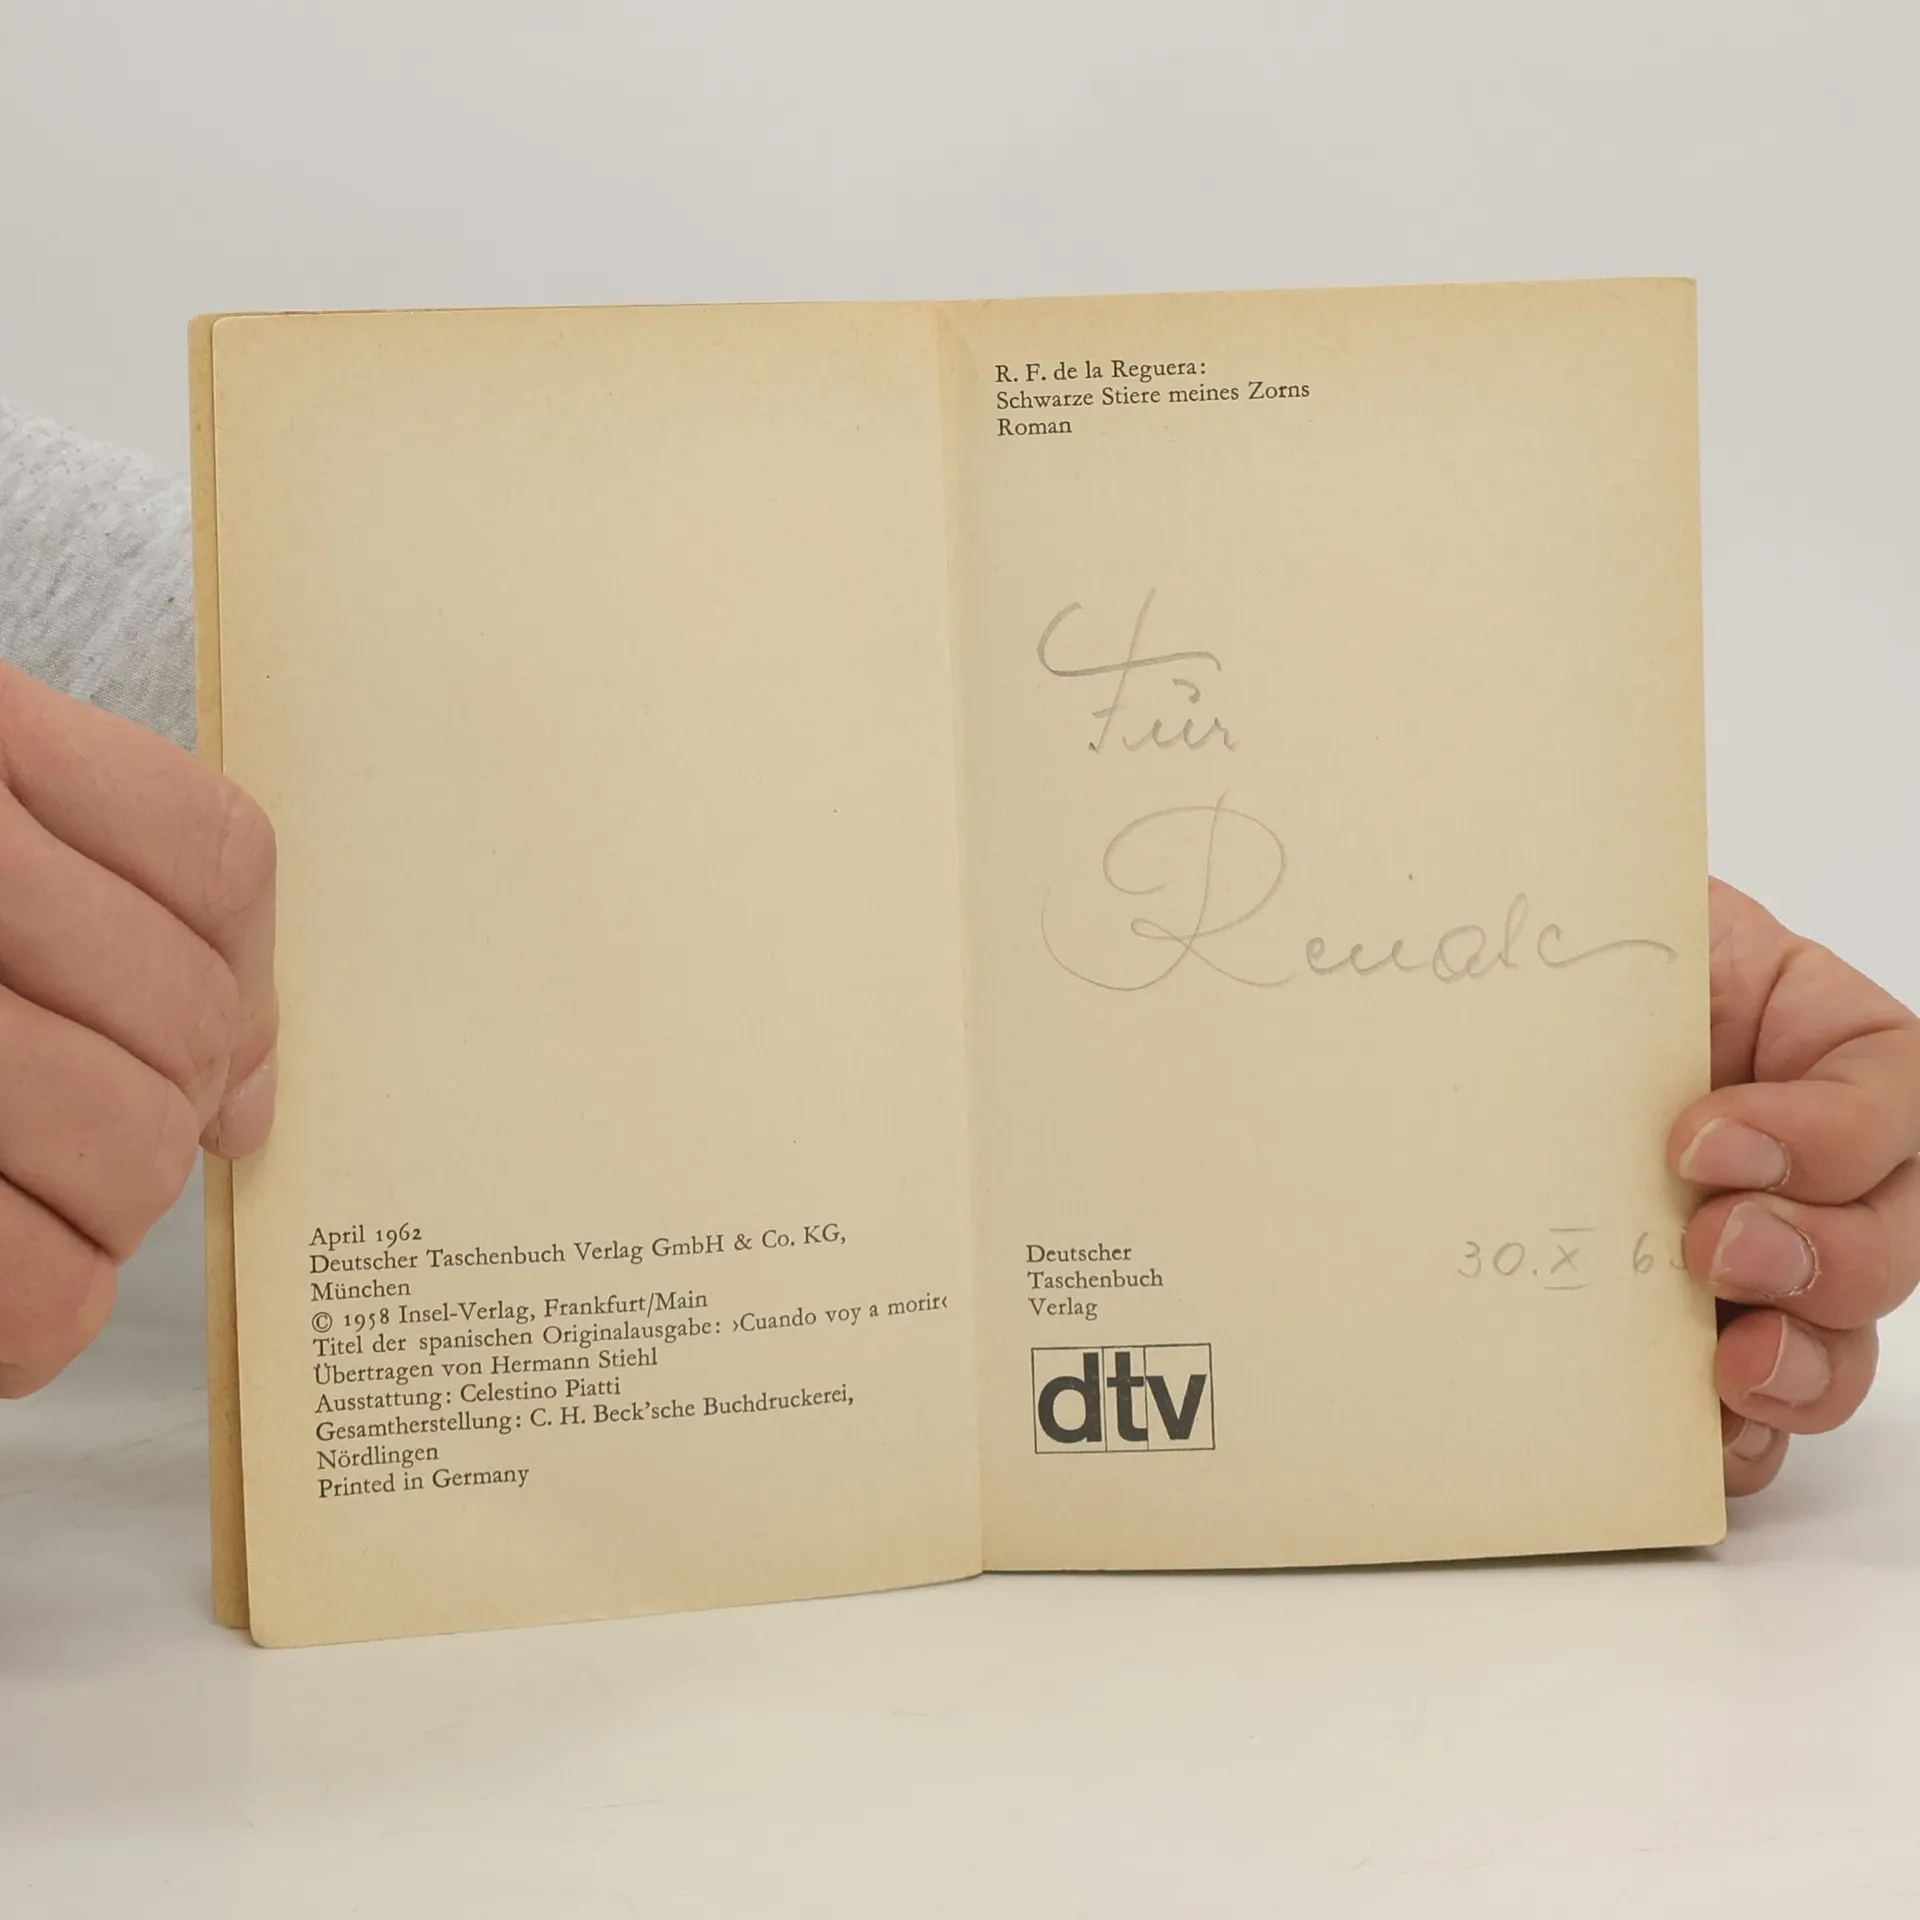 April 1962
Deutscher Taschenbuch Verlag GmbH & Co. KG,
München
© 1958 Insel-Verlag, Frankfurt/Main
Titel der spanischen Originalausgabe: ›Cuando voy a morir‹
Übertragen von Hermann Stiehl
Ausstattung: Celestino Piatti
Gesamtherstellung: C. H. Beck’sche Buchdruckerei,
Nördlingen
Printed in Germany
R. F. de la Reguera:
Schwarze Stiere meines Zorns
Roman
Für
Renate
30. X
Deutscher
Taschenbuch
Verlag
dtv